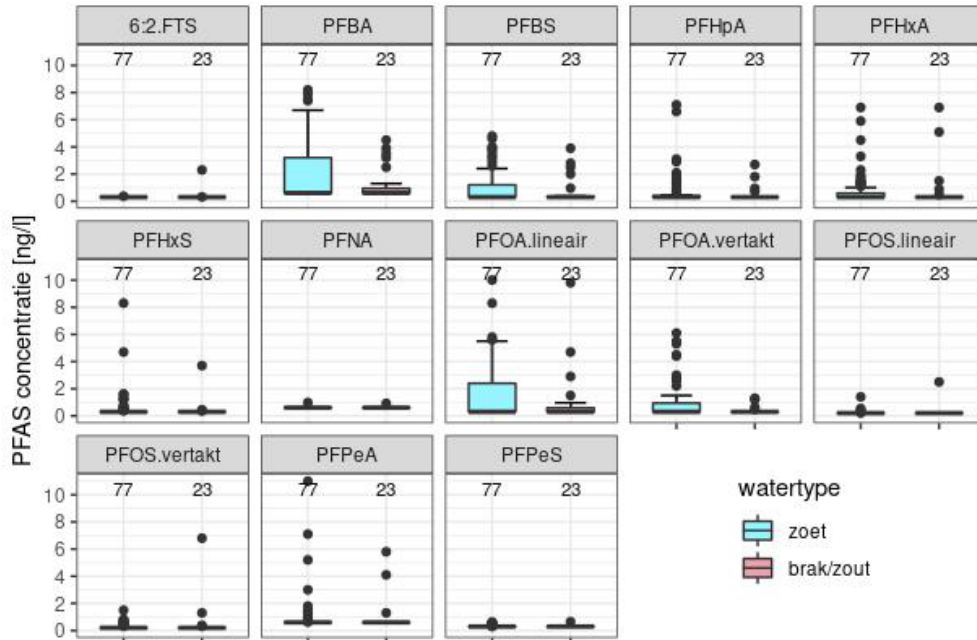 6:2.FTS PFBA PFBS PFHpA PFHxA
77 23 77 23 77 23 77 23 77 23
10
8
6
4
2
0
PFHxS PFNA PFOA.lineair PFOA.vertakt PFOS.lineair
77 23 77 23 77 23 77 23 77 23
10
8
6
4
2
0
PFAS concentratie [ng/l]
PFOS.vertakt PFPeA PFPeS
77 23 77 23 77 23
10
8
6
4
2
0
watertype
zoet
brak/zout